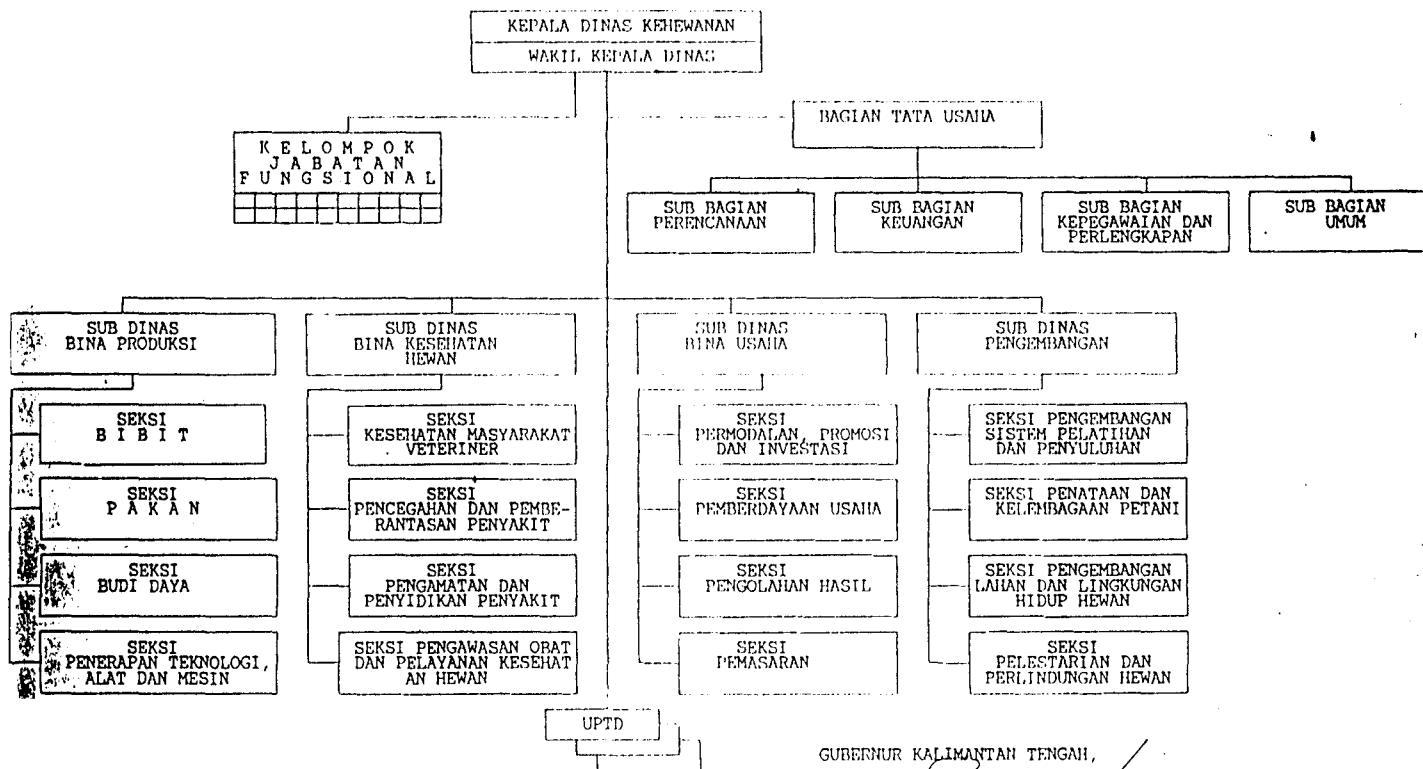 KEPALA DINAS KEHEWANAN
WAKIL KEPALA DINAS
BAGIAN TATA USAHA
K E L O M P O K
J A B A T A N
F U N G S I O N A L
SUB BAGIAN
PERENCANAAN
SUB BAGIAN
KEUANGAN
SUB BAGIAN
KEPEGAWAIAN DAN
PERLENGKAPAN
SUB BAGIAN
UMUM
SUB DINAS
BINA PRODUKSI
SUB DINAS
BINA KESEHATAN
HEWAN
SUB DINAS
BINA USAHA
SUB DINAS
PENGEMBANGAN
SEKSI
B I B I T
SEKSI
KESEHATAN MASYARAKAT
VETERINER
SEKSI
PERMODALAN, PROMOSI
DAN INVESTASI
SEKSI PENGEMBANGAN
SISTEM PELATIHAN
DAN PENYULUHAN
SEKSI
P A K A N
SEKSI
PENCEGAHAN DAN PEMBE-
RANTASAN PENYAKIT
SEKSI
PEMBERDAYAAN USAHA
SEKSI PENATAAN DAN
KELEMBAGAAN PETANI
SEKSI
BUDI DAYA
SEKSI
PENGAMATAN DAN
PENYIDIKAN PENYAKIT
SEKSI
PENGOLAHAN HASIL
SEKSI PENGEMBANGAN
LAHAN DAN LINGKUNGAN
HIDUP HEWAN
SEKSI
PENERAPAN TEKNOLOGI,
ALAT DAN MESIN
SEKSI PENGAWASAN OBAT
DAN PELAYANAN KESEHAT
AN HEWAN
SEKSI
PEMASARAN
SEKSI
PELESTARIAN DAN
PERLINDUNGAN HEWAN
UPTD
GUBERNUR KALIMANTAN TENGAH,